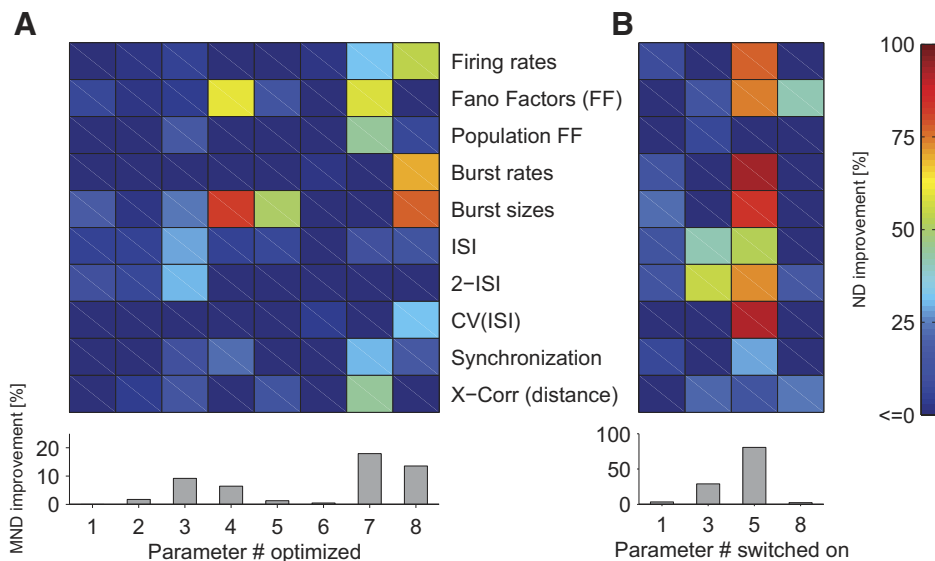 A
B
Firing rates
Fano Factors (FF)
Population FF
Burst rates
Burst sizes
ISI
2−ISI
CV(ISI)
Synchronization
X−Corr (distance)
100
75
50
25
<=0
ND improvement [%]
MND improvement [%]
20
10
0
1 2 3 4 5 6 7 8
Parameter # optimized
100
50
0
1 3 5 8
Parameter # switched on